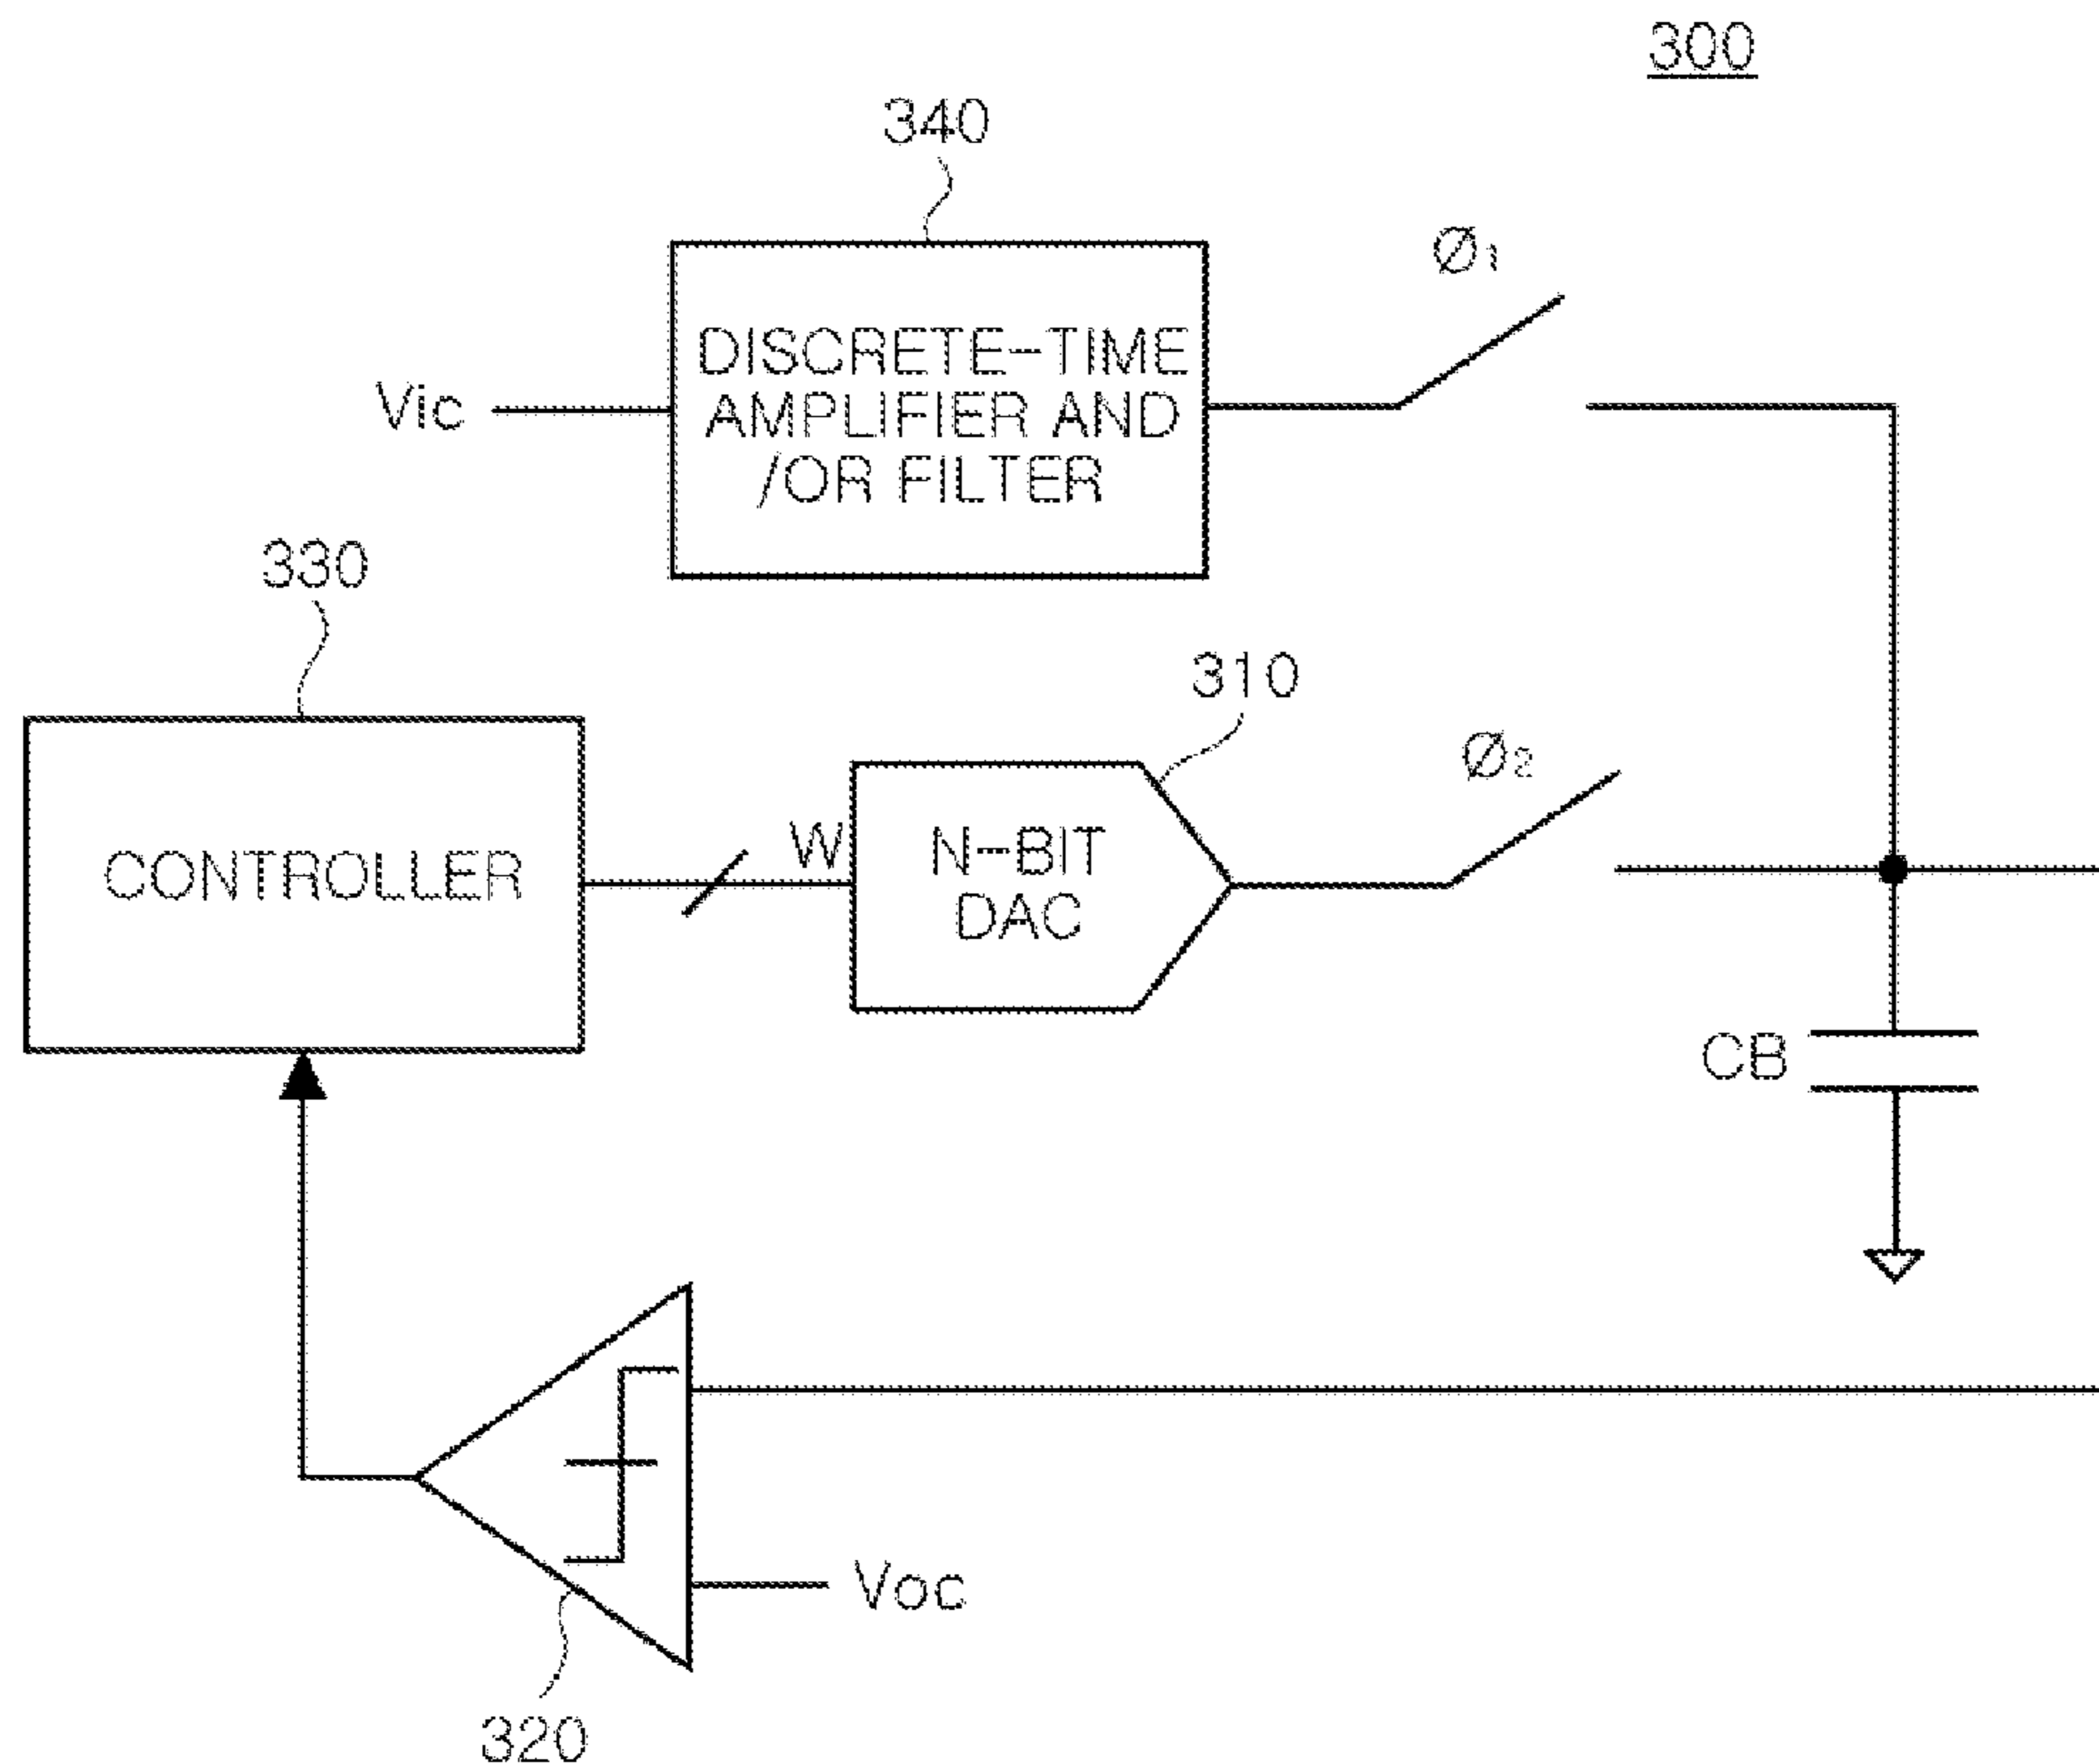 300
340
Ø1
DISCRETE-TIME
AMPLIFIER AND
/OR FILTER
Vic
330
310
Ø2
CONTROLLER
W
N-BIT
DAC
CB
Voc
320